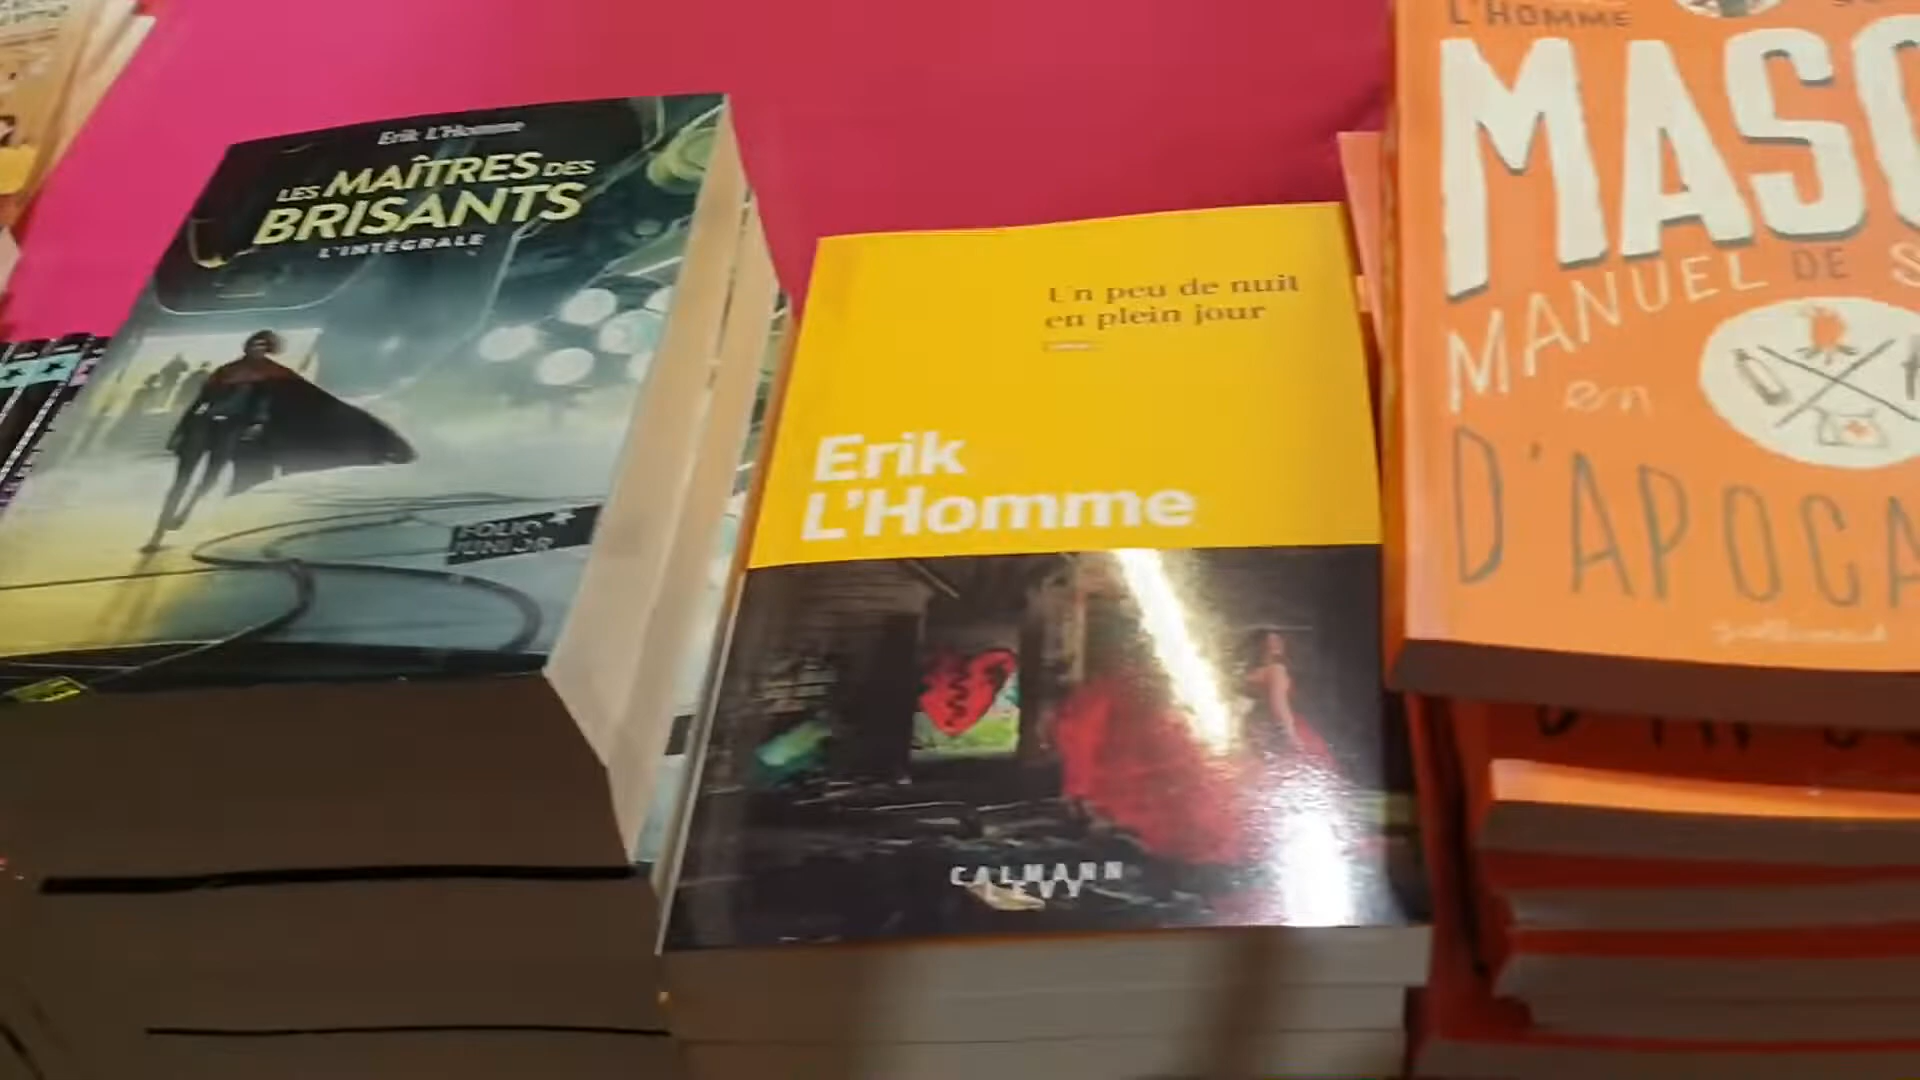 Erik L'Homme
LES MAÎTRES DES
BRISANTS
L'INTÉGRALE
FOLIO
JUNIOR
Un peu de nuit
en plein jour
Erik
L'Homme
CALMANN
LEVY
L'HOMME
MASC
MANUEL DE S
en
D'APOCA
gallimard